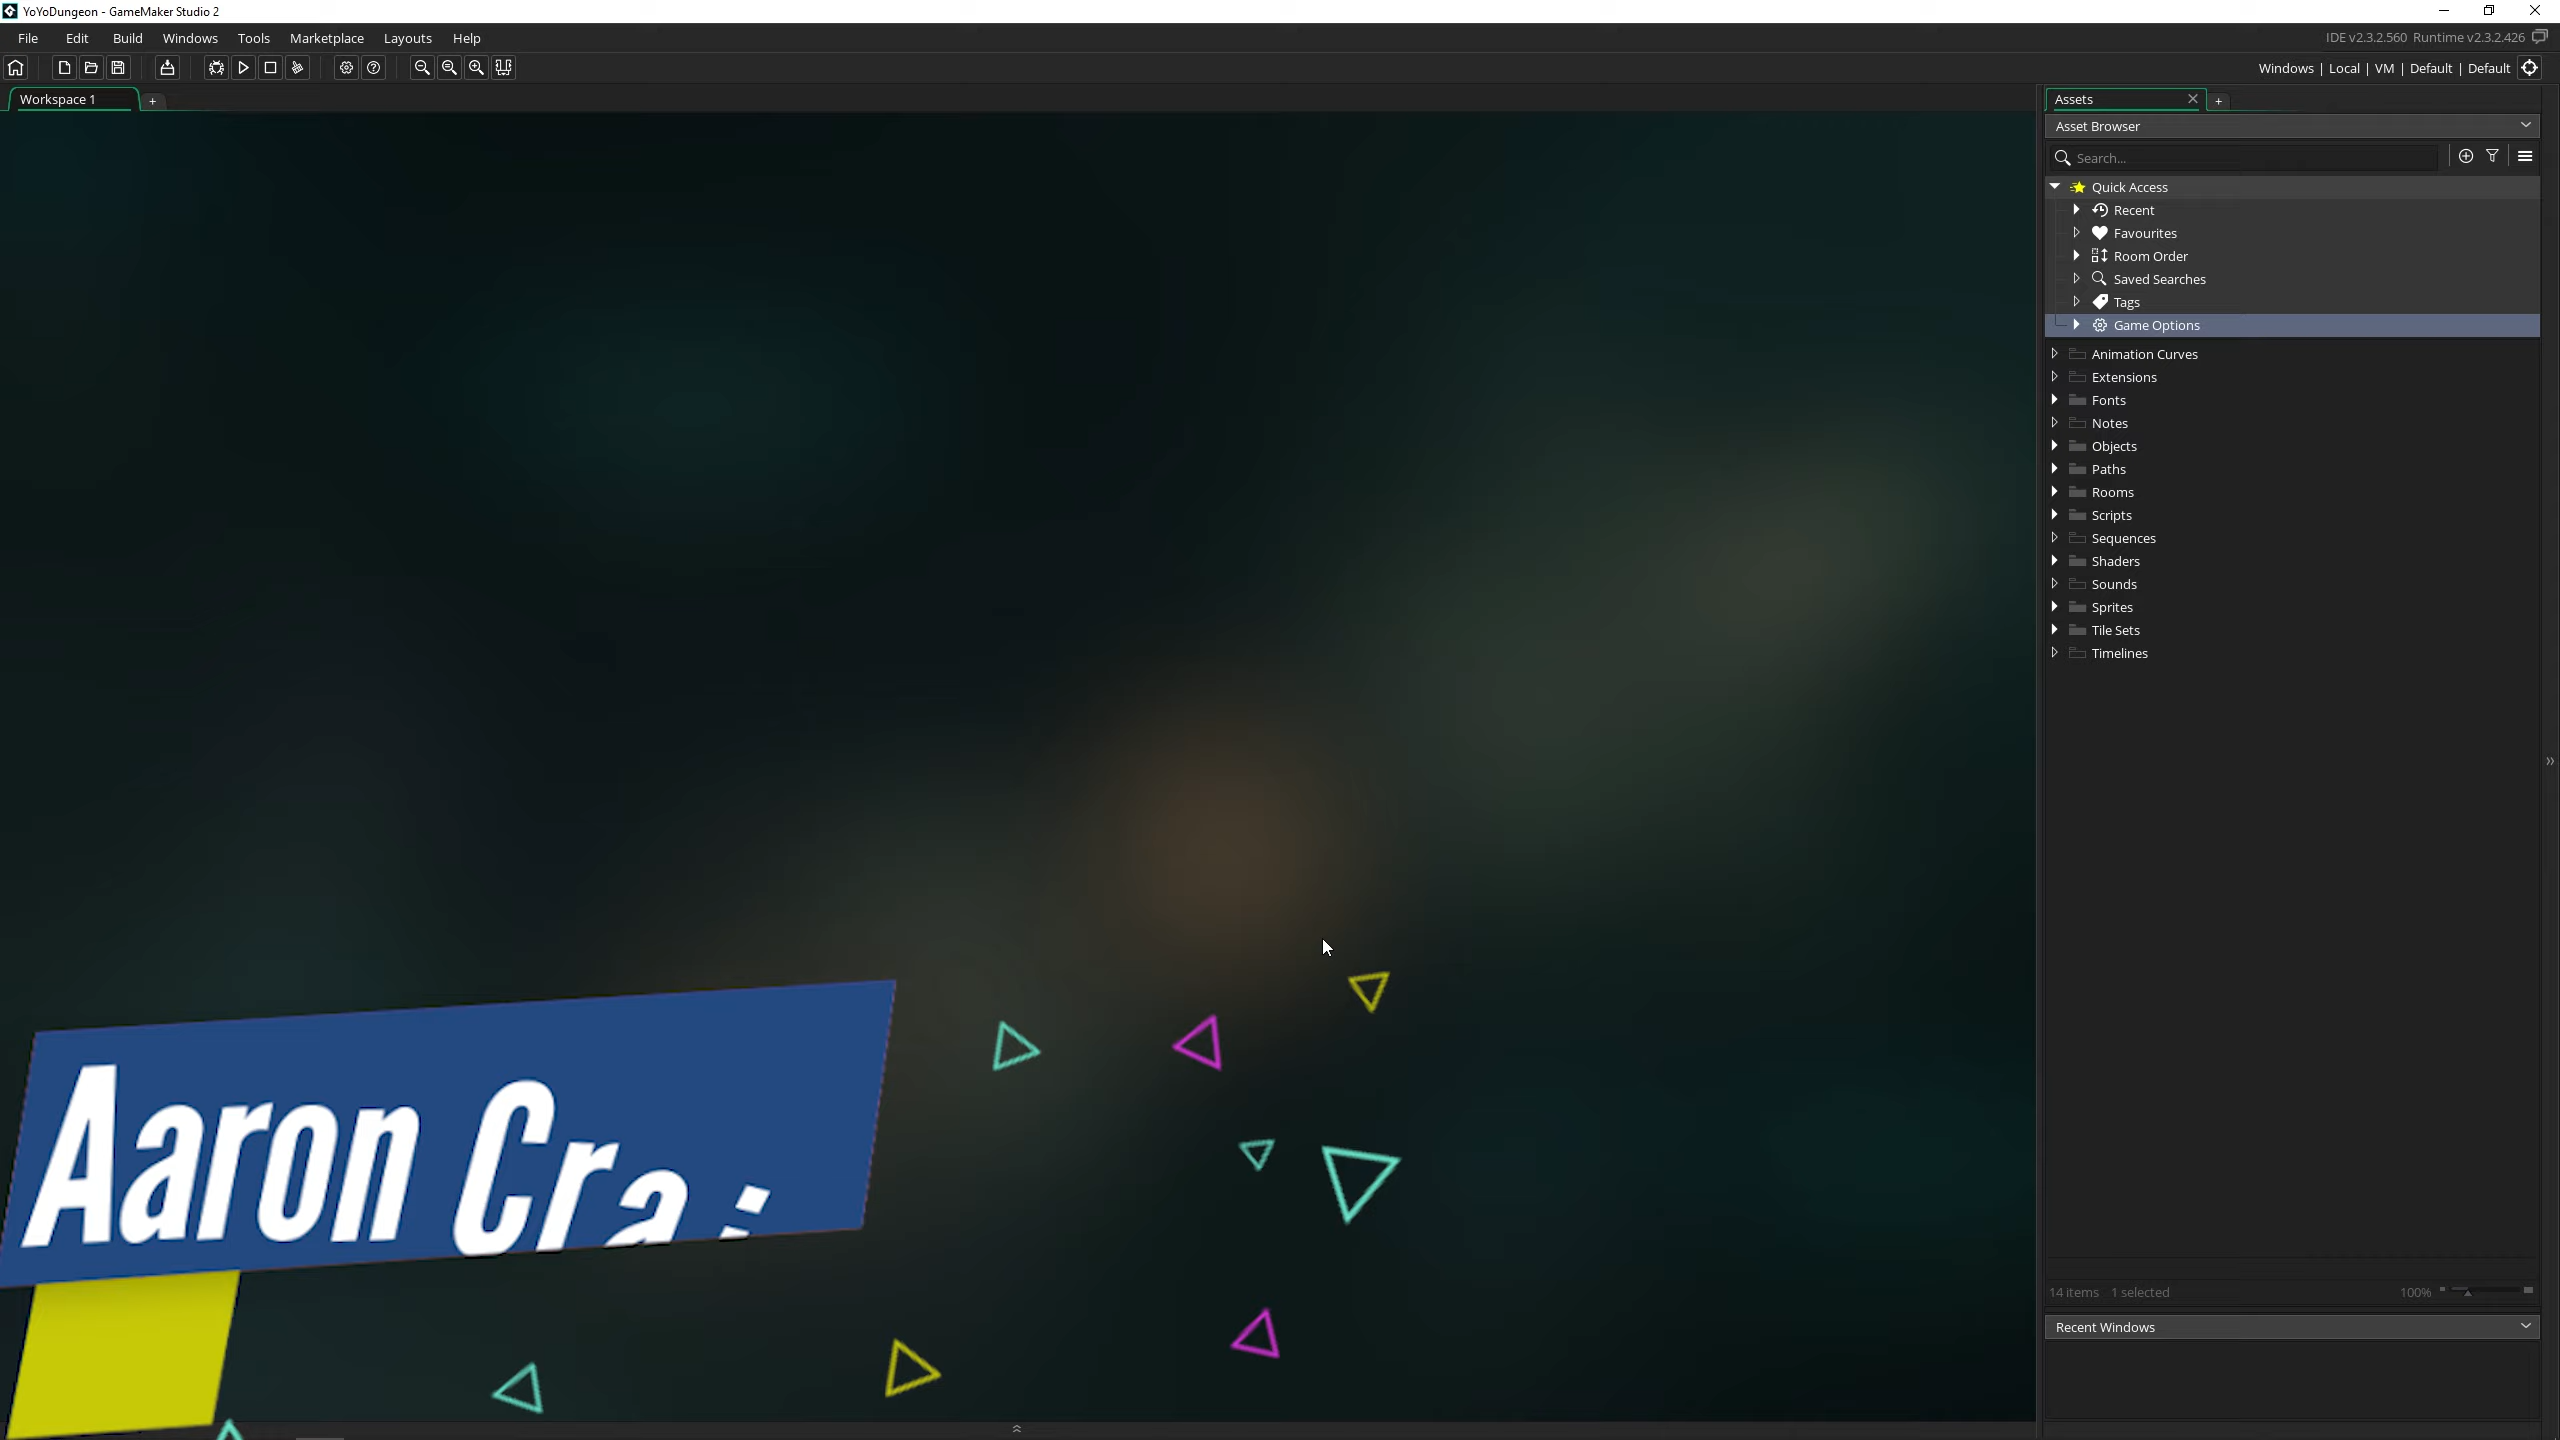 YoYoDungeon - GameMaker Studio 2
File Edit Build Windows Tools Marketplace Layouts Help
IDE v2.3.2.560 Runtime v2.3.2.426
Windows | Local | VM | Default | Default
Workspace 1
Assets
Asset Browser
Search...
Quick Access
Recent
Favourites
Room Order
Saved Searches
Tags
Game Options
Animation Curves
Extensions
Fonts
Notes
Objects
Paths
Rooms
Scripts
Sequences
Shaders
Sounds
Sprites
Tile Sets
Timelines
Aaron
14 items 1 selected
100%
Recent Windows